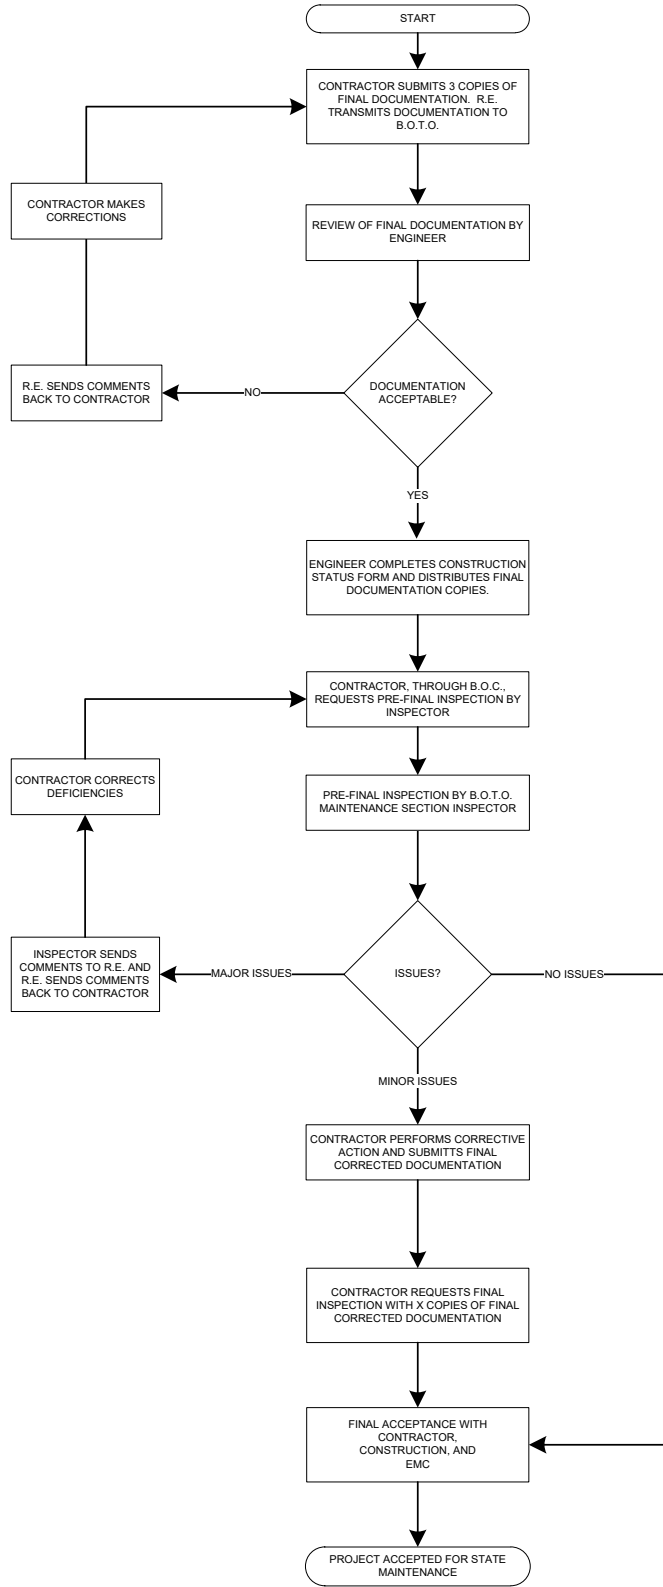 START
CONTRACTOR SUBMITS 3 COPIES OF
FINAL DOCUMENTATION. R.E.
TRANSMITS DOCUMENTATION TO
B.O.T.O.
CONTRACTOR MAKES
CORRECTIONS
REVIEW OF FINAL DOCUMENTATION BY
ENGINEER
R.E. SENDS COMMENTS
BACK TO CONTRACTOR
NO
DOCUMENTATION
ACCEPTABLE?
YES
ENGINEER COMPLETES CONSTRUCTION
STATUS FORM AND DISTRIBUTES FINAL
DOCUMENTATION COPIES.
CONTRACTOR, THROUGH B.O.C.,
REQUESTS PRE-FINAL INSPECTION BY
INSPECTOR
CONTRACTOR CORRECTS
DEFICIENCIES
PRE-FINAL INSPECTION BY B.O.T.O.
MAINTENANCE SECTION INSPECTOR
INSPECTOR SENDS
COMMENTS TO R.E. AND
R.E. SENDS COMMENTS
BACK TO CONTRACTOR
MAJOR ISSUES
ISSUES?
NO ISSUES
MINOR ISSUES
CONTRACTOR PERFORMS CORRECTIVE
ACTION AND SUBMITTS FINAL
CORRECTED DOCUMENTATION
CONTRACTOR REQUESTS FINAL
INSPECTION WITH X COPIES OF FINAL
CORRECTED DOCUMENTATION
FINAL ACCEPTANCE WITH
CONTRACTOR,
CONSTRUCTION, AND
EMC
PROJECT ACCEPTED FOR STATE
MAINTENANCE